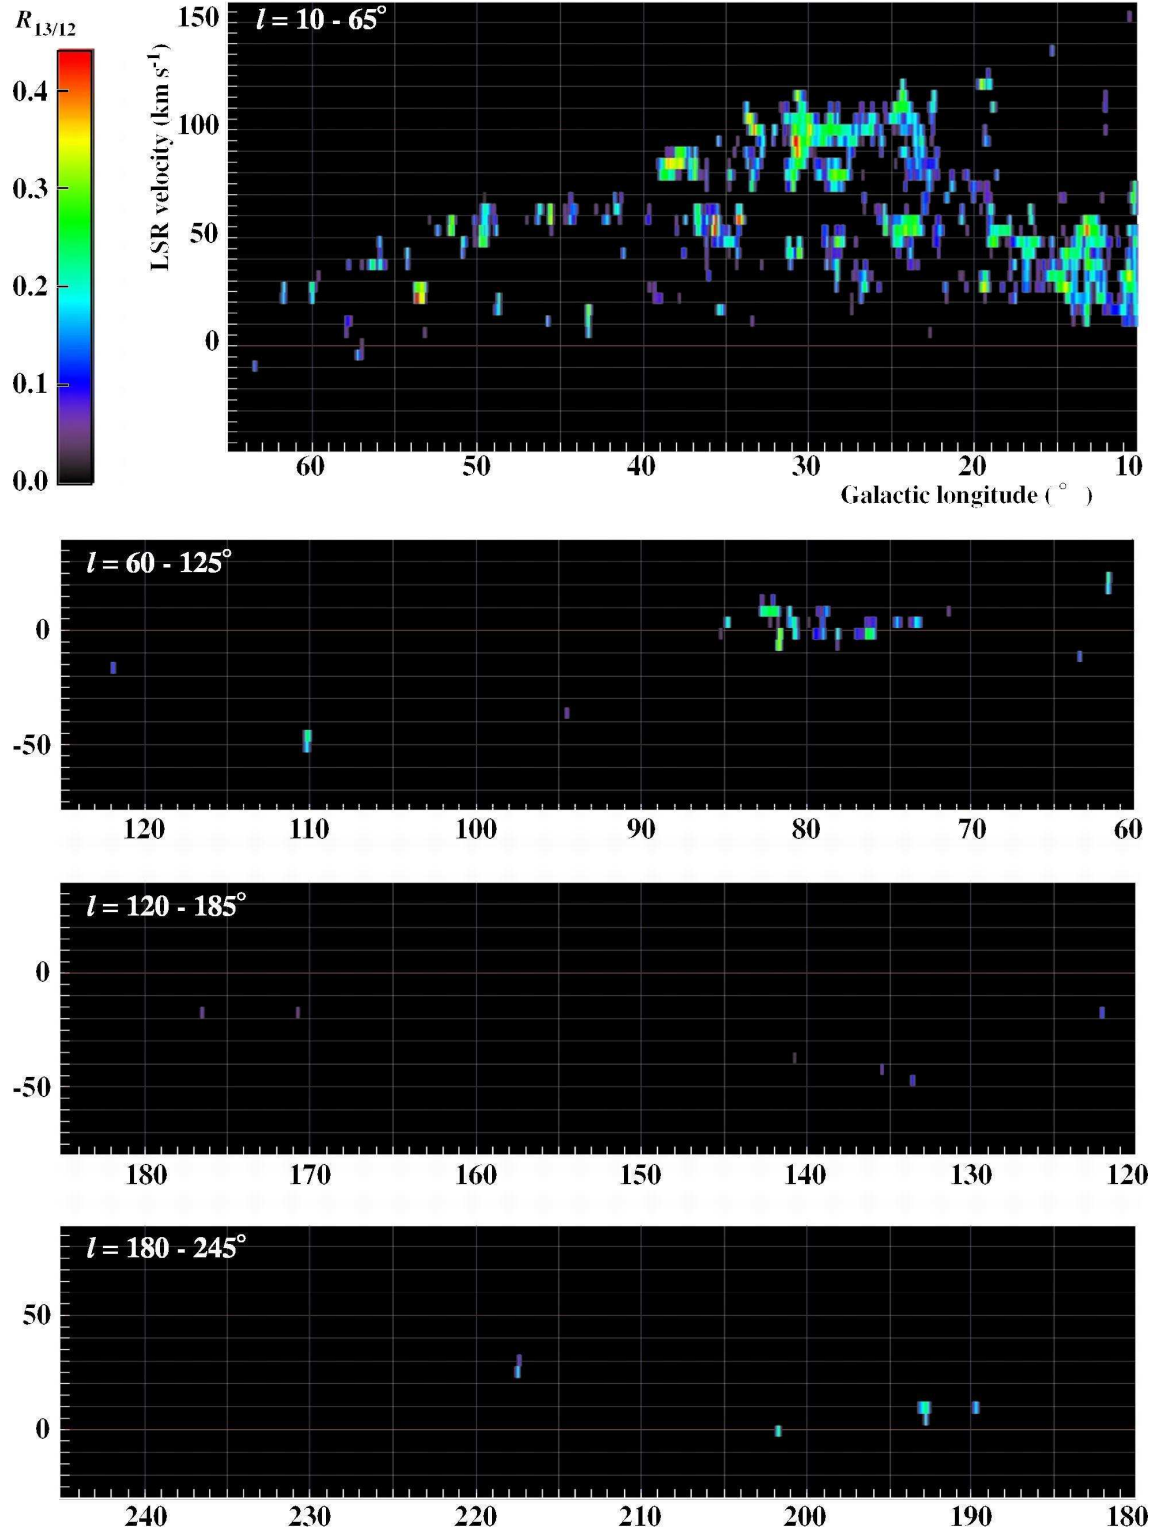 R13/12
0.4
0.3
0.2
0.1
0.0
l = 10 - 65°
LSR velocity (km s-1)
150
100
50
0
60 50 40 30 20 10
Galactic longitude ( ° )
l = 60 - 125°
0
-50
120 110 100 90 80 70 60
l = 120 - 185°
0
-50
180 170 160 150 140 130 120
l = 180 - 245°
50
0
240 230 220 210 200 190 180